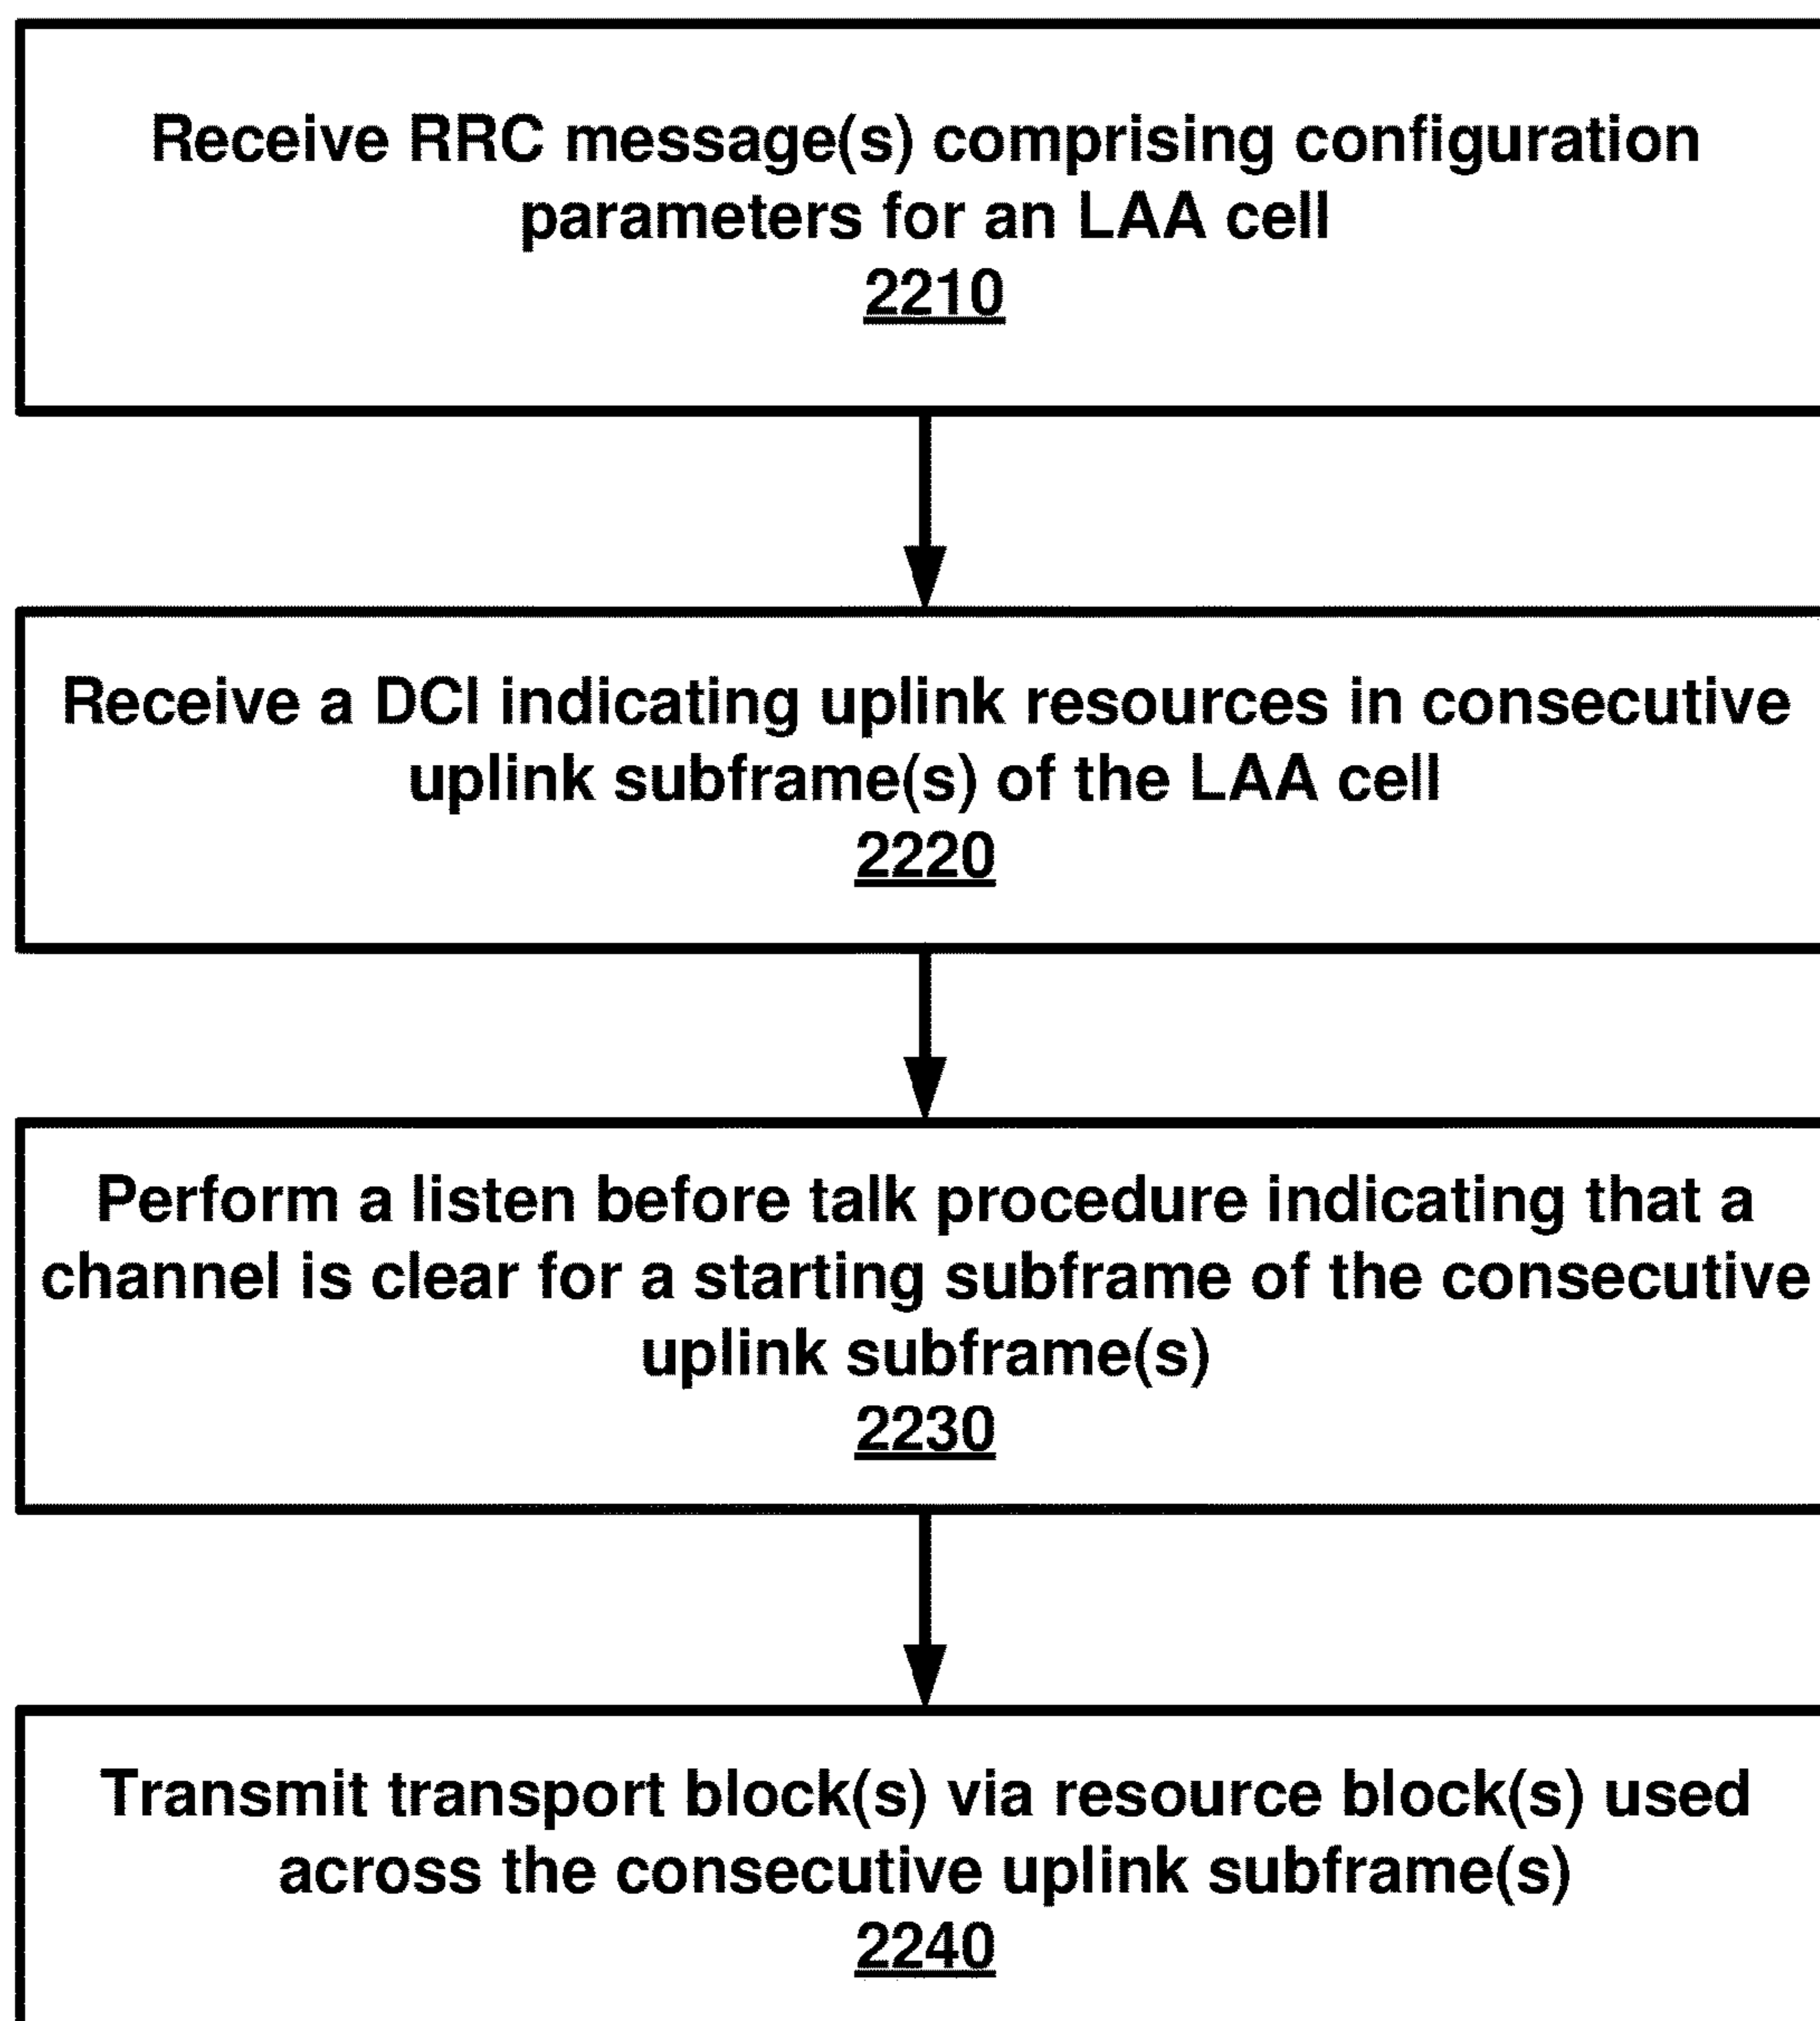 Receive RRC message(s) comprising configuration
parameters for an LAA cell
2210
Receive a DCI indicating uplink resources in consecutive
uplink subframe(s) of the LAA cell
2220
Perform a listen before talk procedure indicating that a
channel is clear for a starting subframe of the consecutive
uplink subframe(s)
2230
Transmit transport block(s) via resource block(s) used
across the consecutive uplink subframe(s)
2240